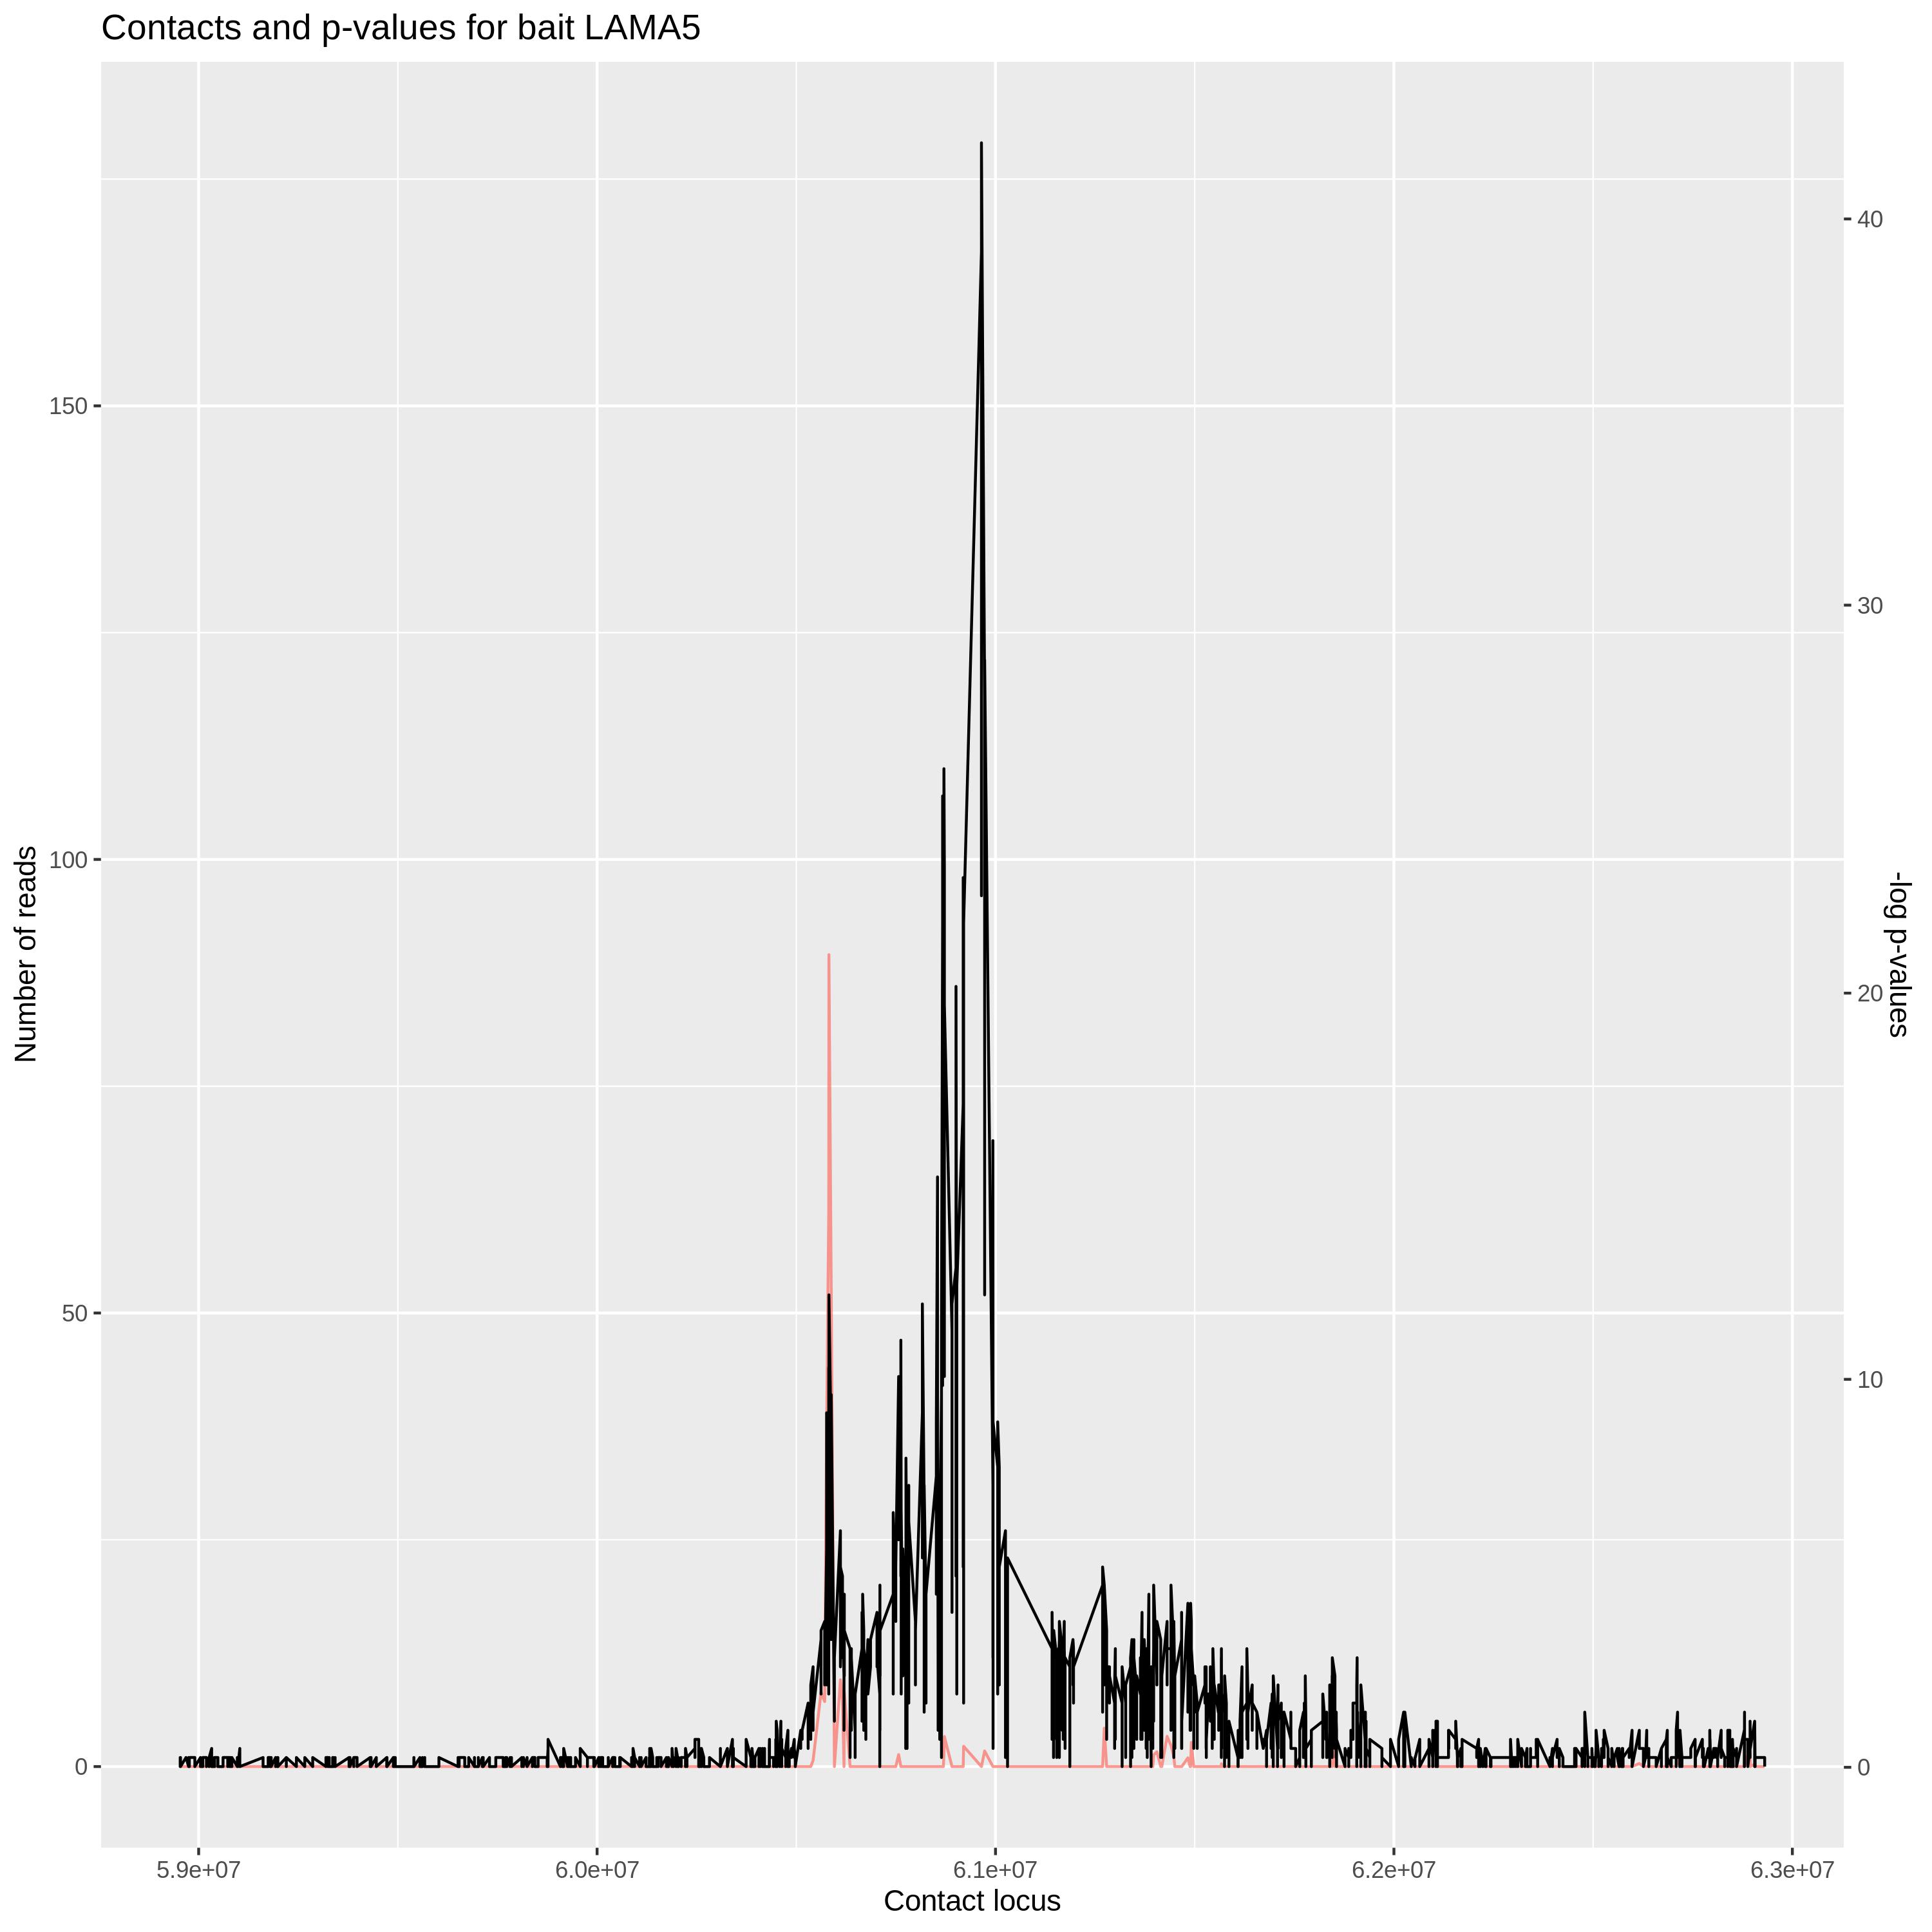 Contacts and p-values for bait LAMA5
Number of reads
150
100
50
0
40
30
20
10
0
-log p-values
5.9e+07
6.0e+07
6.1e+07
6.2e+07
6.3e+07
Contact locus